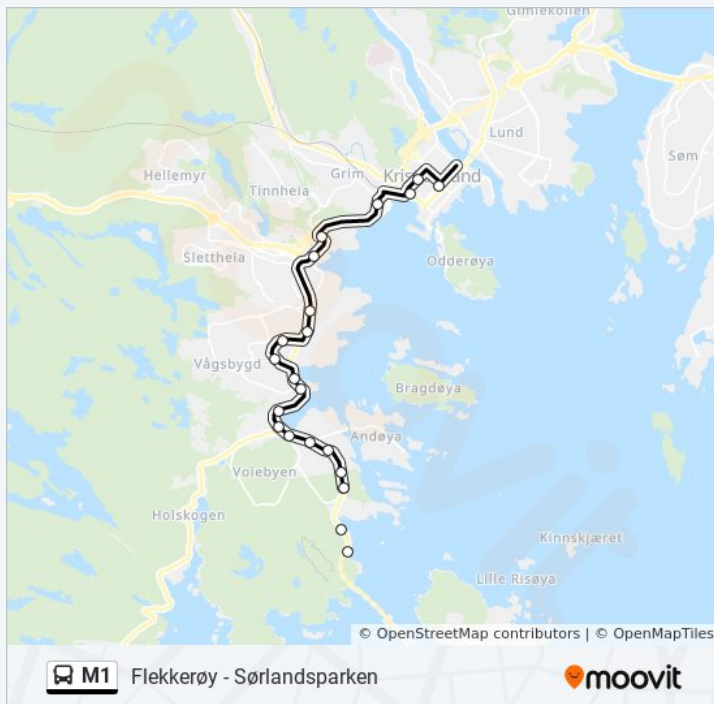 Gimlekollen
Lund
Søm
Hellemyr
Grim
Tinnheia
Slettheia
Odderøya
Vågsbygd
Bragdøya
Andøya
Voiebyen
Holskogen
Kinnskjæret
Lille Risøya
© OpenStreetMap contributors | © OpenMapTiles
M1 Flekkerøy - Sørlandsparken
moovit